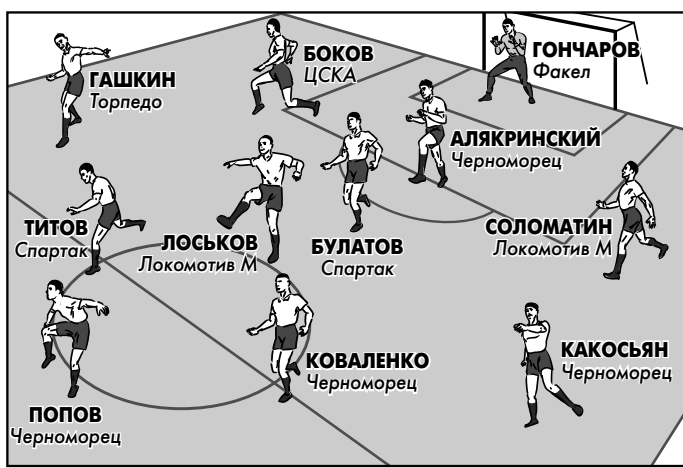 ГАШКИН
Торпедо
БОКОВ
ЦСКА
ГОНЧАРОВ
Факел
АЛЯКРИНСКИЙ
Черноморец
ТИТОВ
Спартак
ЛОСЬКОВ
Локомотив М
БУЛАТОВ
Спартак
СОЛОМАТИН
Локомотив М
ПОПОВ
Черноморец
КОВАЛЕНКО
Черноморец
КАКОСЬЯН
Черноморец